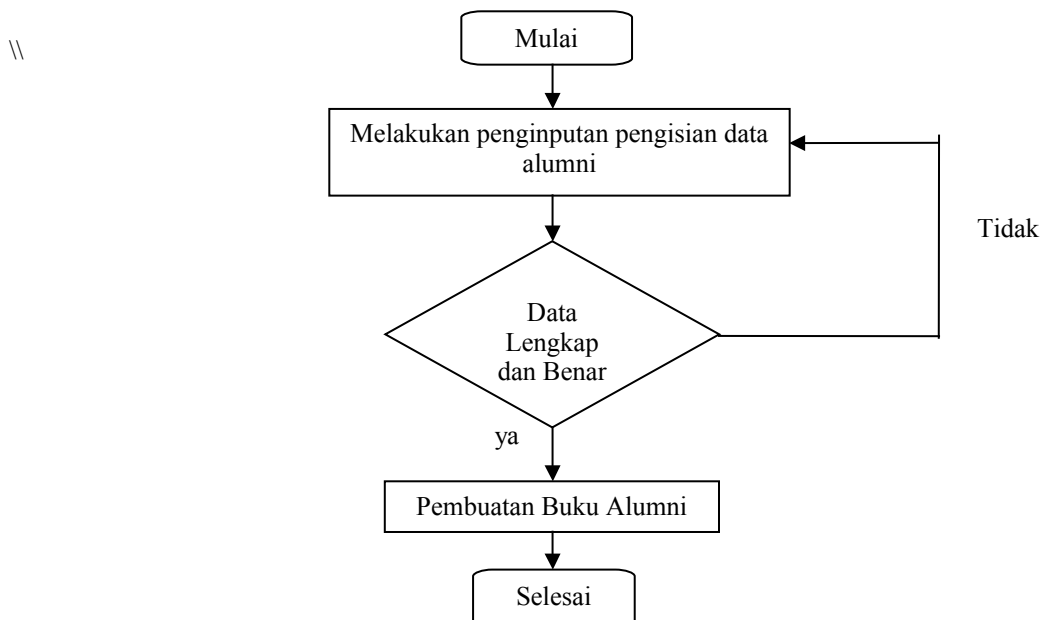 Mulai
\\
Melakukan penginputan pengisian data
alumni
Tidak
Data
Lengkap
dan Benar
ya
Pembuatan Buku Alumni
Selesai